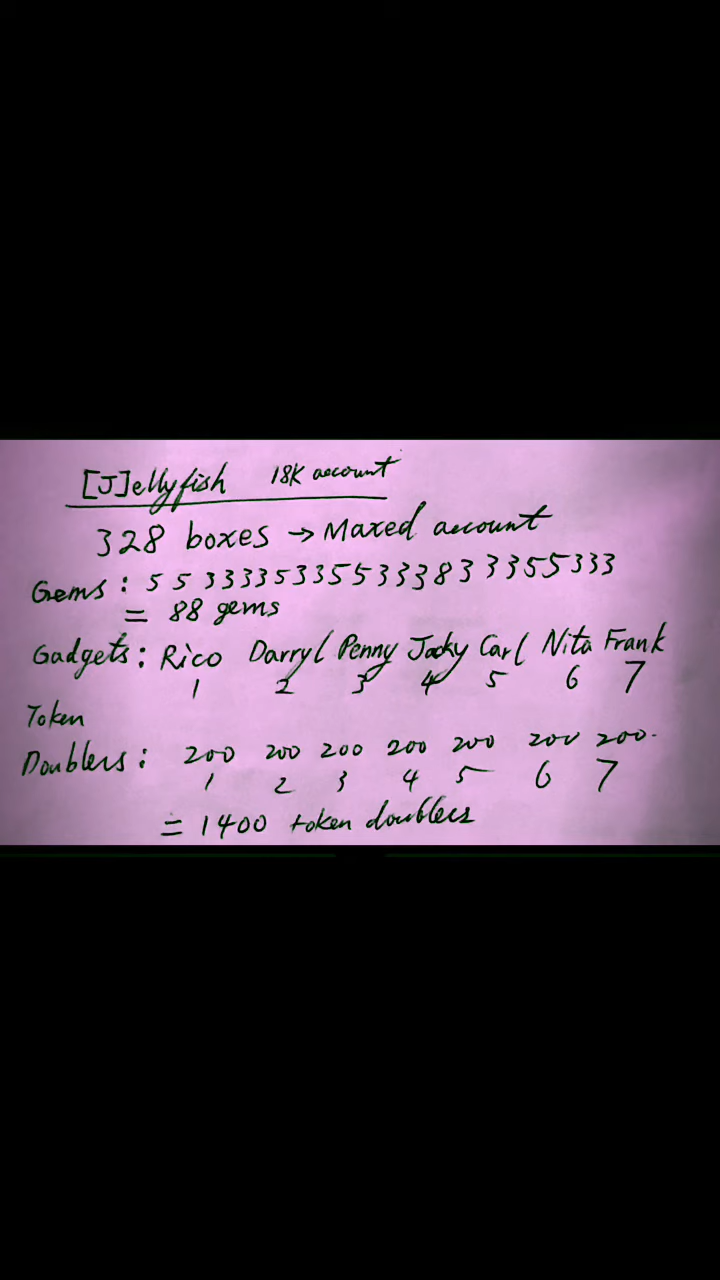 [J]ellyfish 18K account
328 boxes → Maxed account
Gems : 5 5 3 3 3 3 5 3 3 5 5 3 3 3 8 3 3 3 5 5 3 3 3
= 88 gems
Gadgets : Rico Darryl Penny Jacky Carl Nita Frank
1 2 3 4 5 6 7
Token
Doublers : 200 200 200 200 200 200 200.
1 2 3 4 5 6 7
= 1400 token doublers